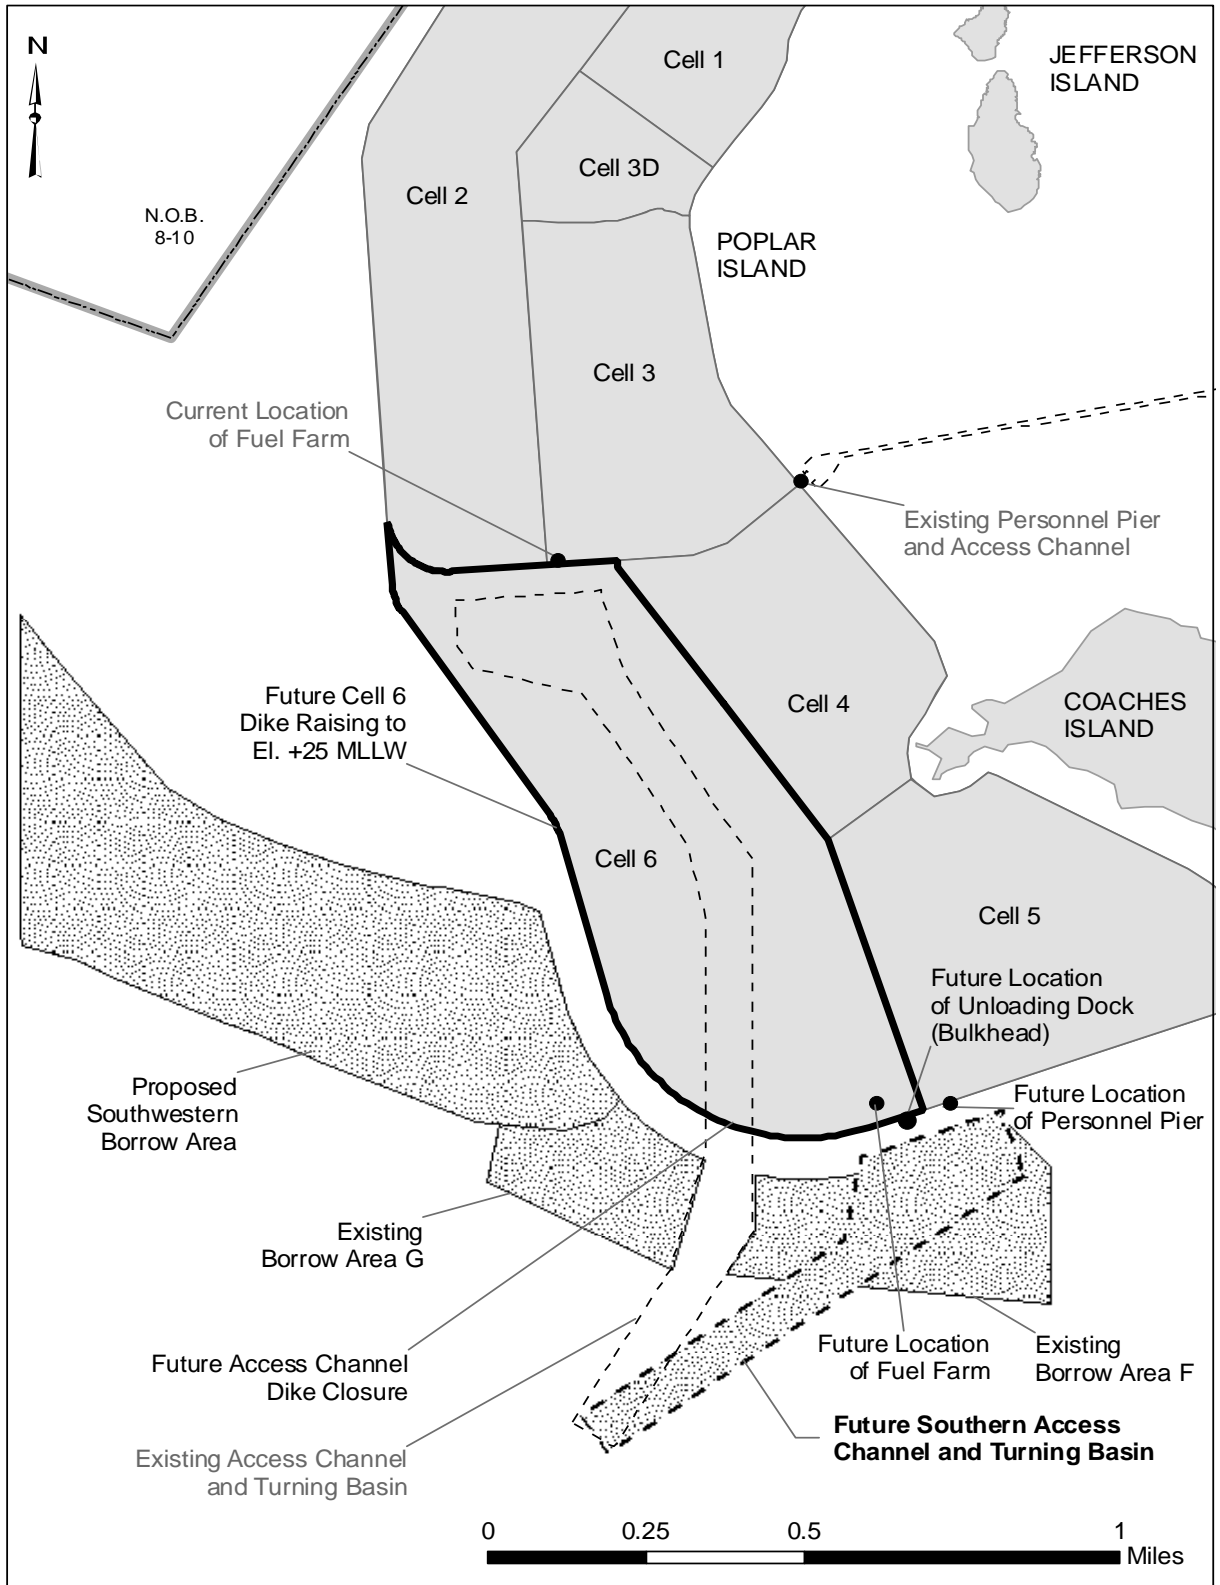 N
Cell 1
JEFFERSON
ISLAND
Cell 3D
Cell 2
N.O.B.
8-10
POPLAR
ISLAND
Cell 3
Current Location
of Fuel Farm
Existing Personnel Pier
and Access Channel
Future Cell 6
Dike Raising to
El. +25 MLLW
Cell 4
COACHES
ISLAND
Cell 6
Cell 5
Future Location
of Unloading Dock
(Bulkhead)
Proposed
Southwestern
Borrow Area
Future Location
of Personnel Pier
Existing
Borrow Area G
Future Access Channel
Dike Closure
Future Location
of Fuel Farm
Existing
Borrow Area F
Future Southern Access
Channel and Turning Basin
Existing Access Channel
and Turning Basin
0 0.25 0.5 1
Miles